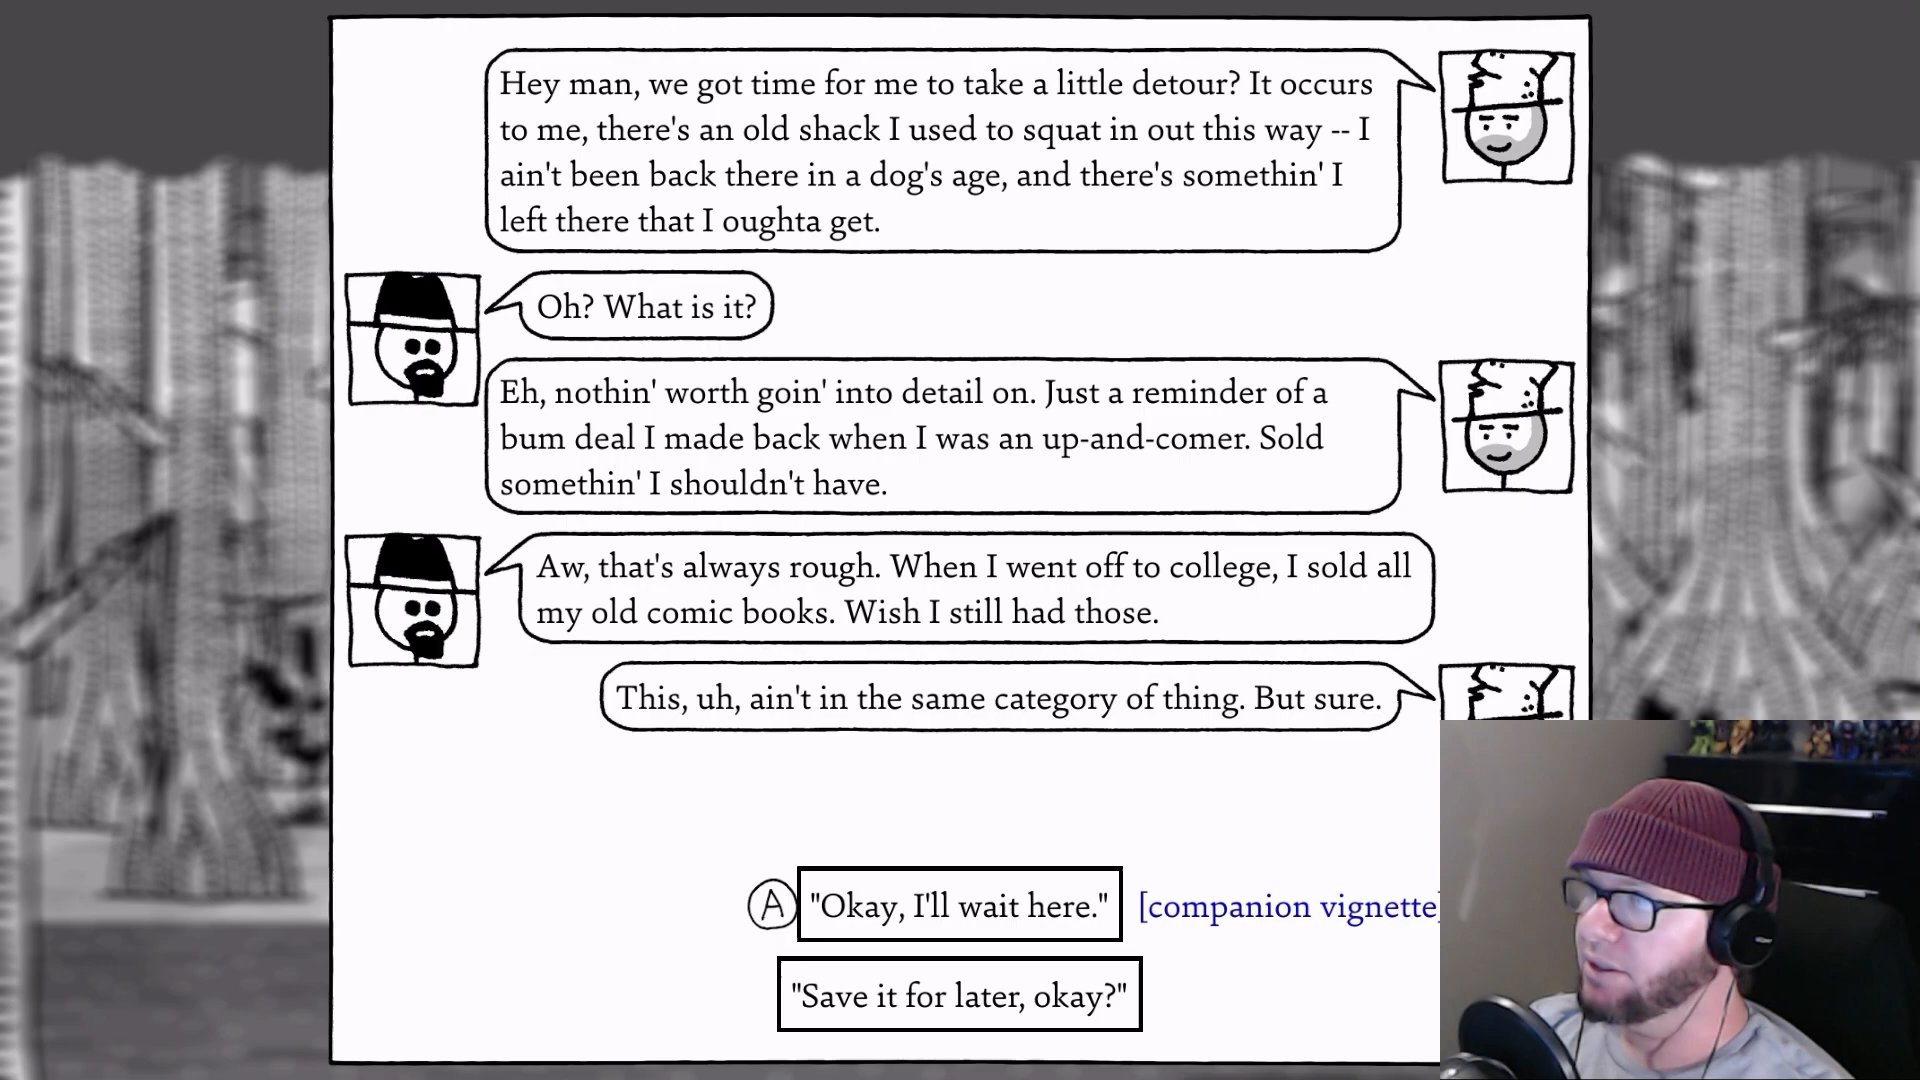 Hey man, we got time for me to take a little detour? It occurs
to me, there's an old shack I used to squat in out this way -- I
ain't been back there in a dog's age, and there's somethin' I
left there that I oughta get.
Oh? What is it?
Eh, nothin' worth goin' into detail on. Just a reminder of a
bum deal I made back when I was an up-and-comer. Sold
somethin' I shouldn't have.
Aw, that's always rough. When I went off to college, I sold all
my old comic books. Wish I still had those.
This, uh, ain't in the same category of thing. But sure.
A "Okay, I'll wait here." [companion vignette]
"Save it for later, okay?"